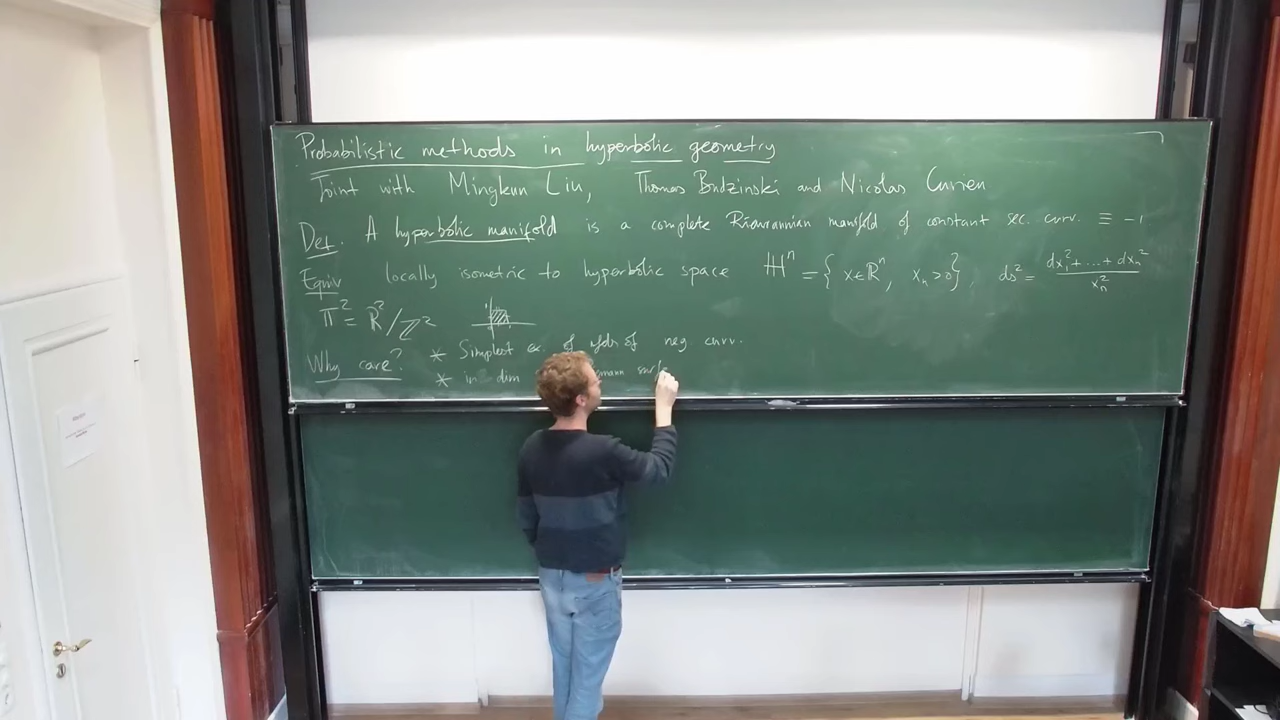 Probabilistic methods in hyperbolic geometry
Joint with Mingkun Liu, Thomas Budzinski and Nicolas Curien
Def. A hyperbolic manifold is a complete Riemannian manifold of constant sec. curv. ≡ -1
Equiv locally isometric to hyperbolic space ℍⁿ = { x∈ℝⁿ, xₙ>0 }, ds² = (dx₁² + ... + dxₙ²)/xₙ²
𝕋² = ℝ²/ℤ²
Why care? * Simplest ex. of mfds of neg curv.
* in dim mann surf